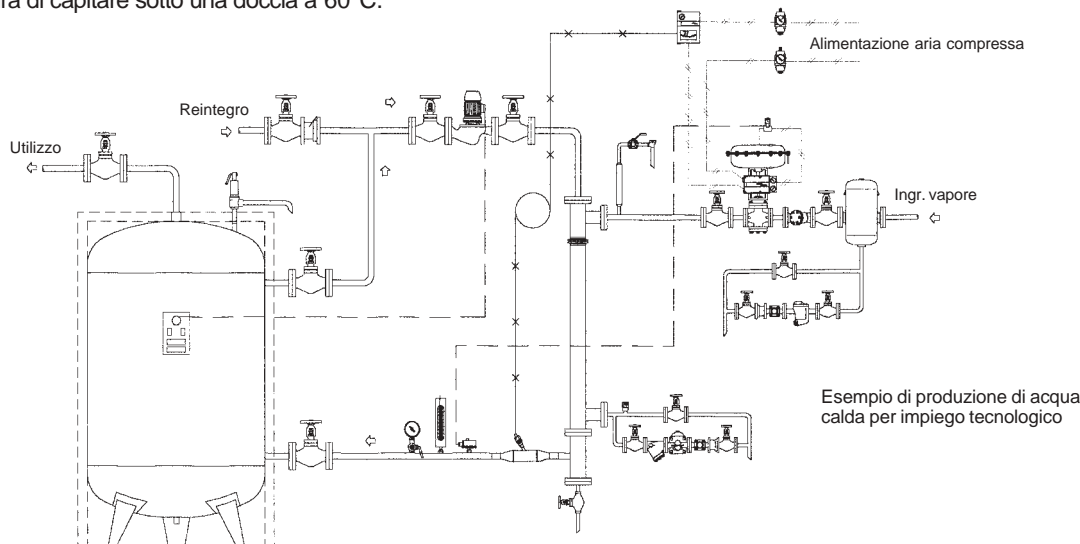 ra di capitare sotto una doccia a 60°C.
Alimentazione aria compressa
Reintegro
Utilizzo
Ingr. vapore
Esempio di produzione di acqua
calda per impiego tecnologico